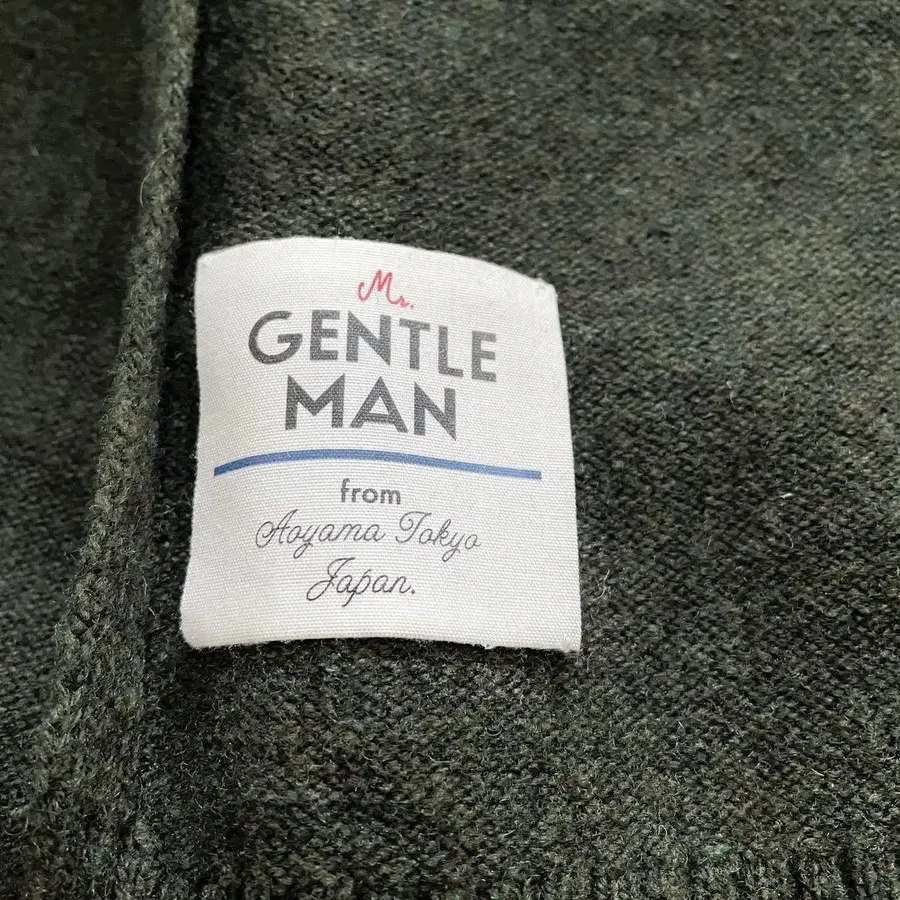 Mr.
GENTLE
MAN
from
Aoyama Tokyo
Japan.